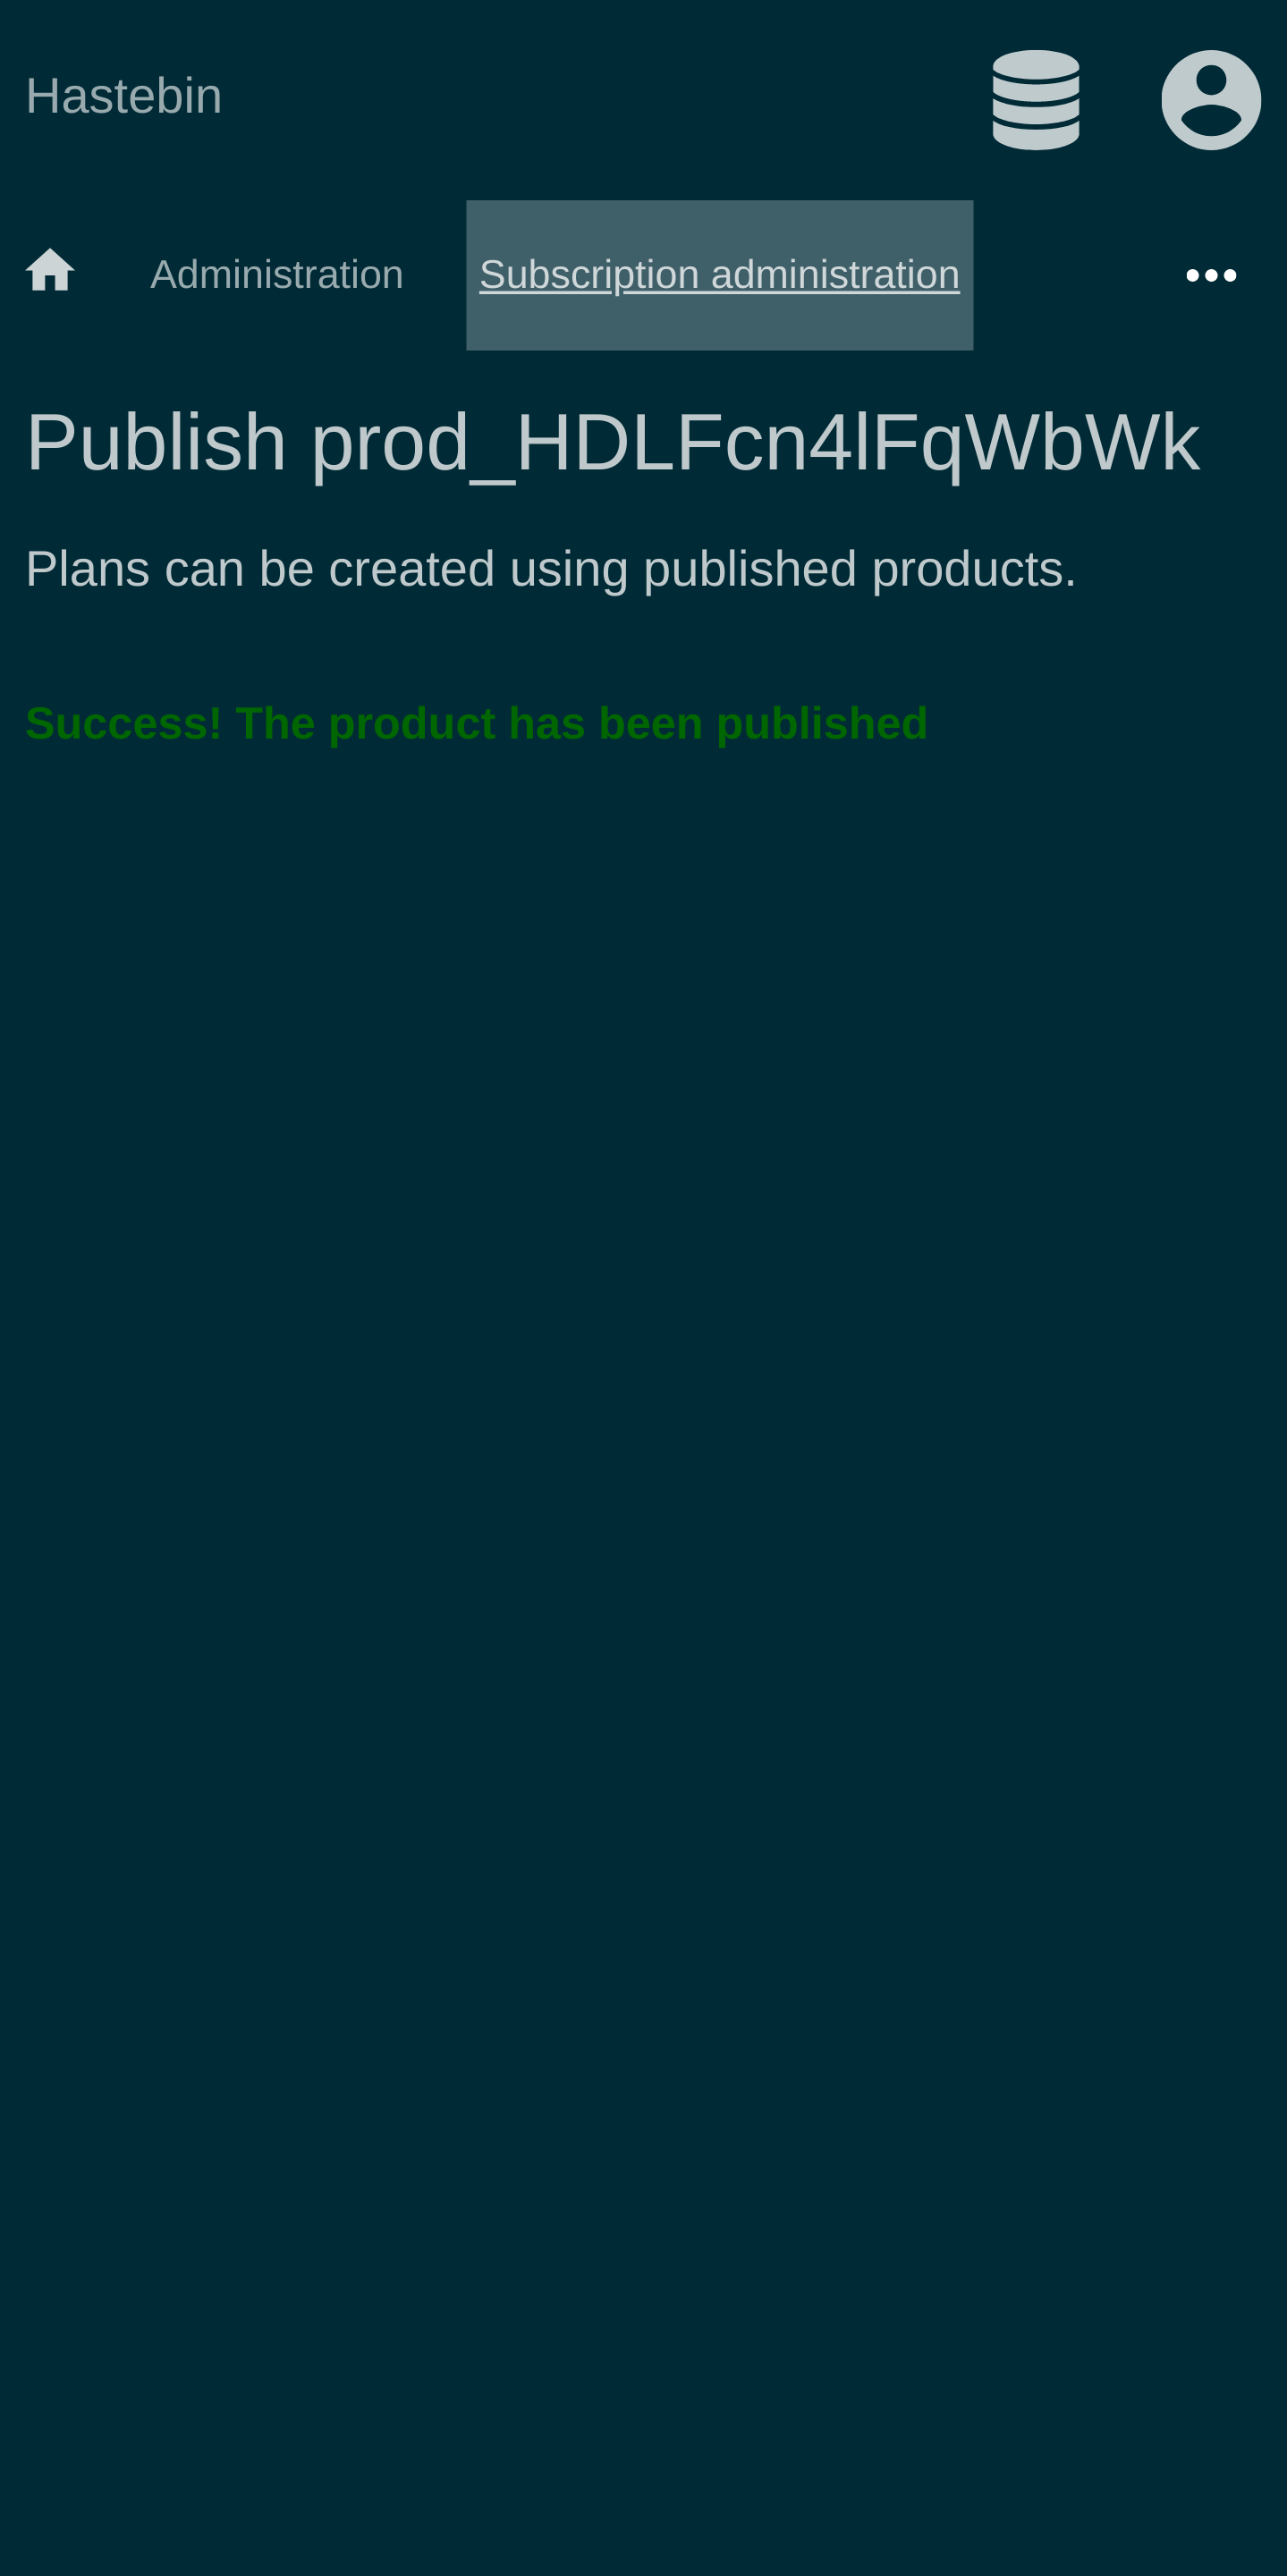 Hastebin
Administration
Subscription administration
Publish prod_HDLFcn4lFqWbWk
Plans can be created using published products.
Success! The product has been published